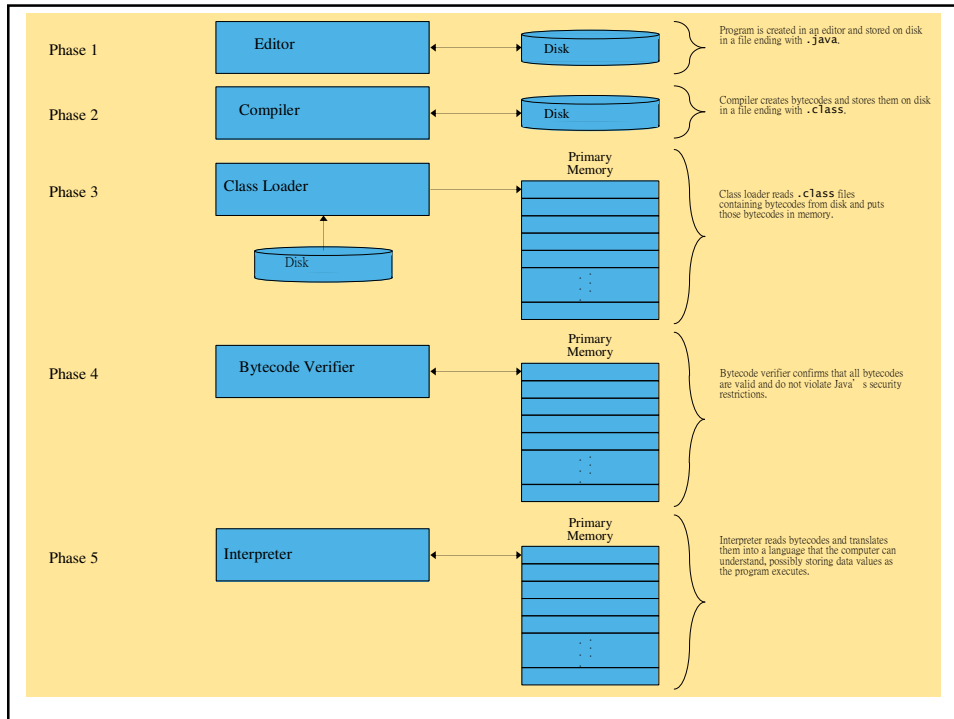 Phase 1
Editor
Disk
Program is created in an editor and stored on disk
in a file ending with .java.
Phase 2
Compiler
Disk
Compiler creates bytecodes and stores them on disk
in a file ending with .class.
Phase 3
Class Loader
Disk
Primary
Memory
Class loader reads .class files
containing bytecodes from disk and puts
those bytecodes in memory.
Phase 4
Bytecode Verifier
Primary
Memory
Bytecode verifier confirms that all bytecodes
are valid and do not violate Java’s security
restrictions.
Phase 5
Interpreter
Primary
Memory
Interpreter reads bytecodes and translates
them into a language that the computer can
understand, possibly storing data values as
the program executes.